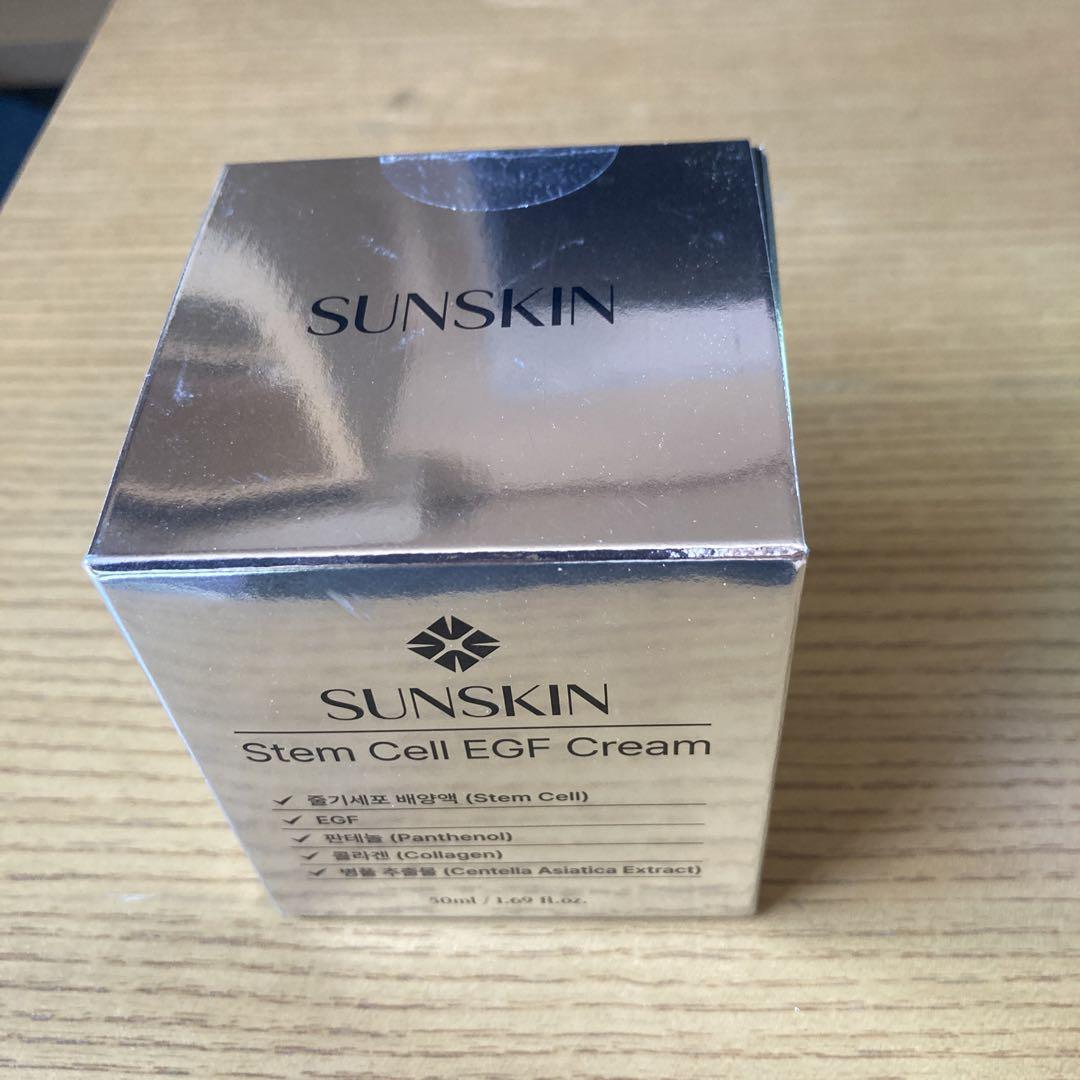 SUNSKIN
SUNSKIN
Stem Cell EGF Cream
✓ 줄기세포 배양액 (Stem Cell)
✓ EGF
✓ 판테놀 (Panthenol)
✓ 콜라겐 (Collagen)
✓ 병풀 추출물 (Centella Asiatica Extract)
50ml / 1.69 fl.oz.